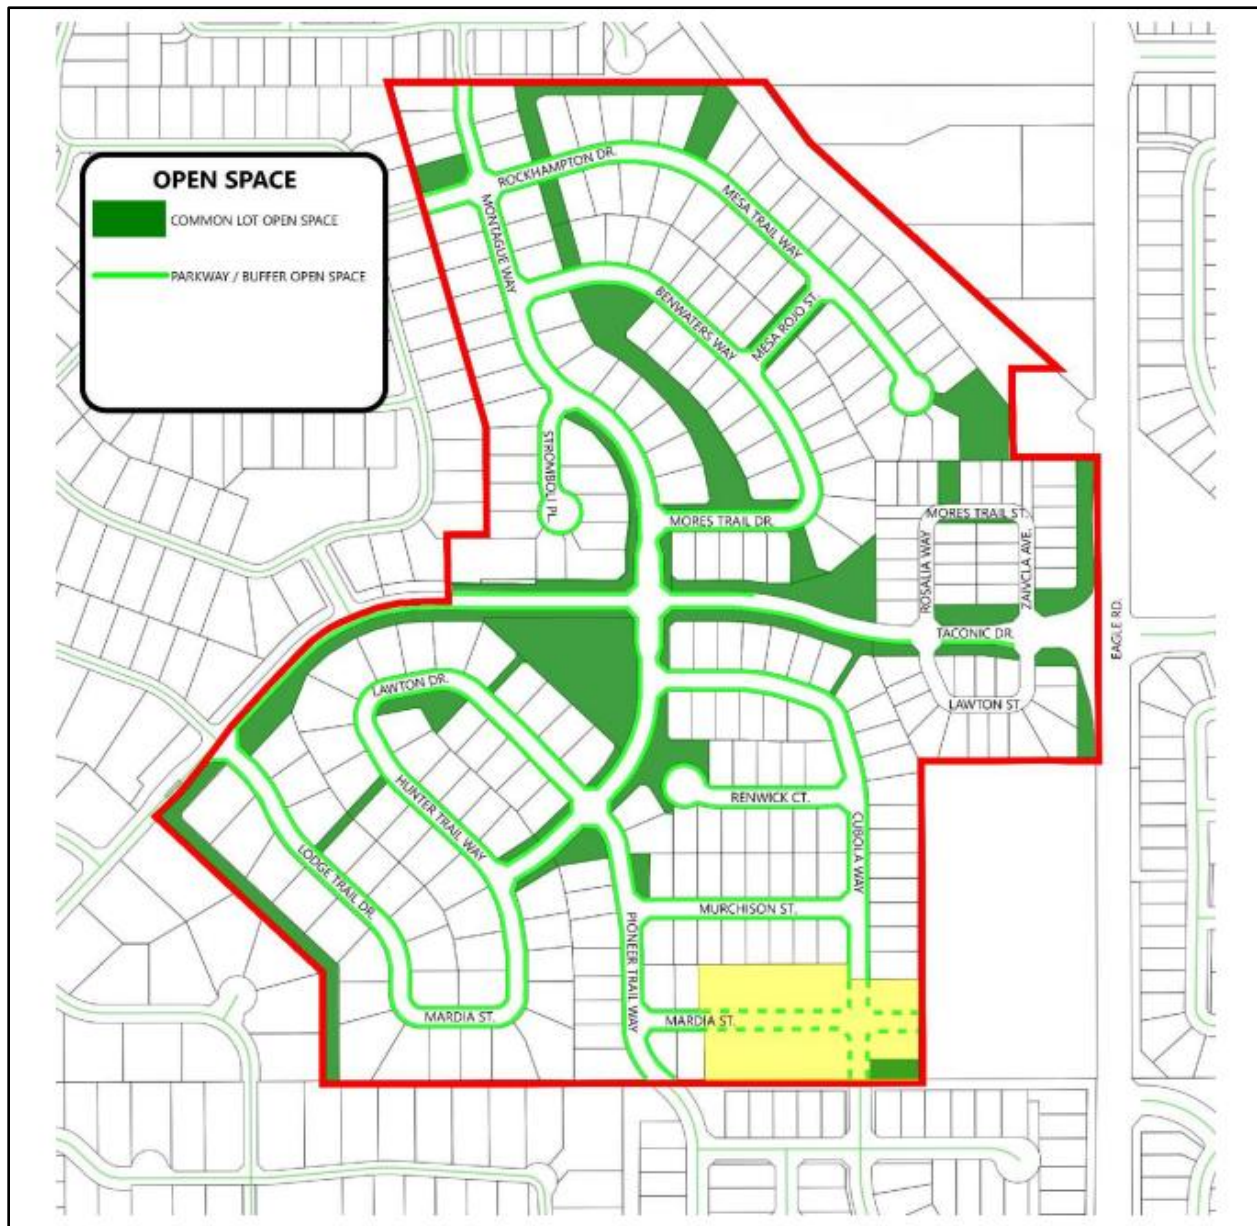 OPEN SPACE
COMMON LOT OPEN SPACE
PARKWAY / BUFFER OPEN SPACE
ROCKHAMPTON DR.
MONTAGUE WAY
MESA TRAIL WAY
BENWATERS WAY
MESA ROJO ST.
STROMBOLI PL.
MORES TRAIL DR.
MORES TRAIL ST.
ROSALIA WAY
ZAIVCLA AVE.
EAGLE RD.
TACONIC DR.
LAWTON DR.
LAWTON ST.
HUNTER TRAIL WAY
RENWICK CT.
CUBOLA WAY
LODGE TRAIL DR.
MURCHISON ST.
PIONEER TRAIL WAY
MARDIA ST.
MARDIA ST.